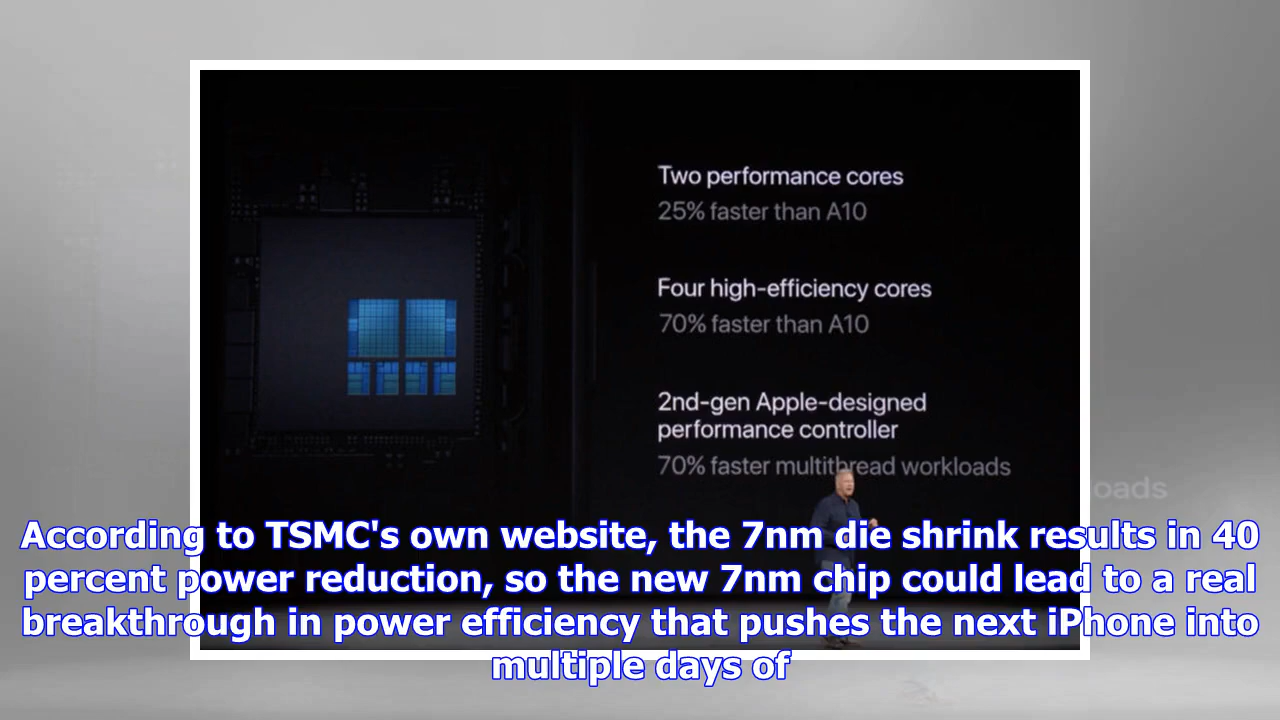 Two performance cores
25% faster than A10
Four high-efficiency cores
70% faster than A10
2nd-gen Apple-designed
performance controller
70% faster multithread workloads
oads
According to TSMC's own website, the 7nm die shrink results in 40
percent power reduction, so the new 7nm chip could lead to a real
breakthrough in power efficiency that pushes the next iPhone into
multiple days of